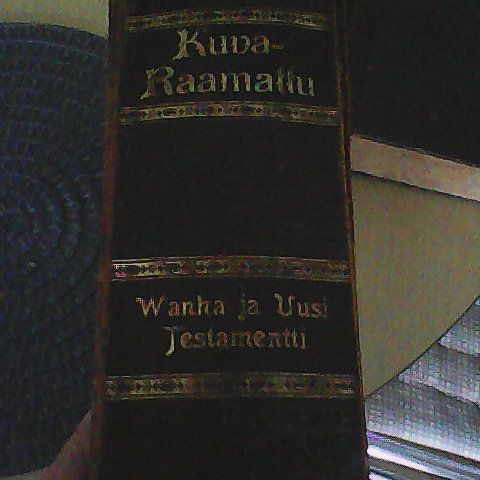 Kuva-
Raamattu
Wanha ja Uusi
Testamentti